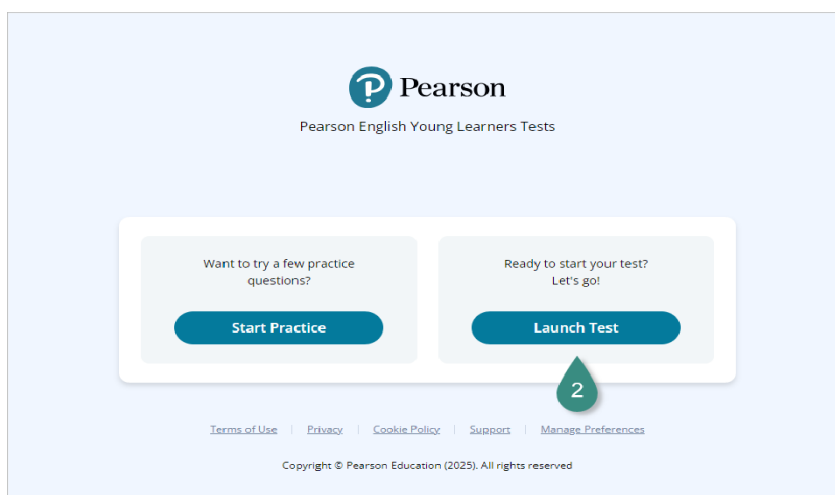 Pearson
Pearson English Young Learners Tests
Want to try a few practice
questions?
Start Practice
Ready to start your test?
Let's go!
Launch Test
2
Terms of Use | Privacy | Cookie Policy | Support | Manage Preferences
Copyright © Pearson Education (2025). All rights reserved